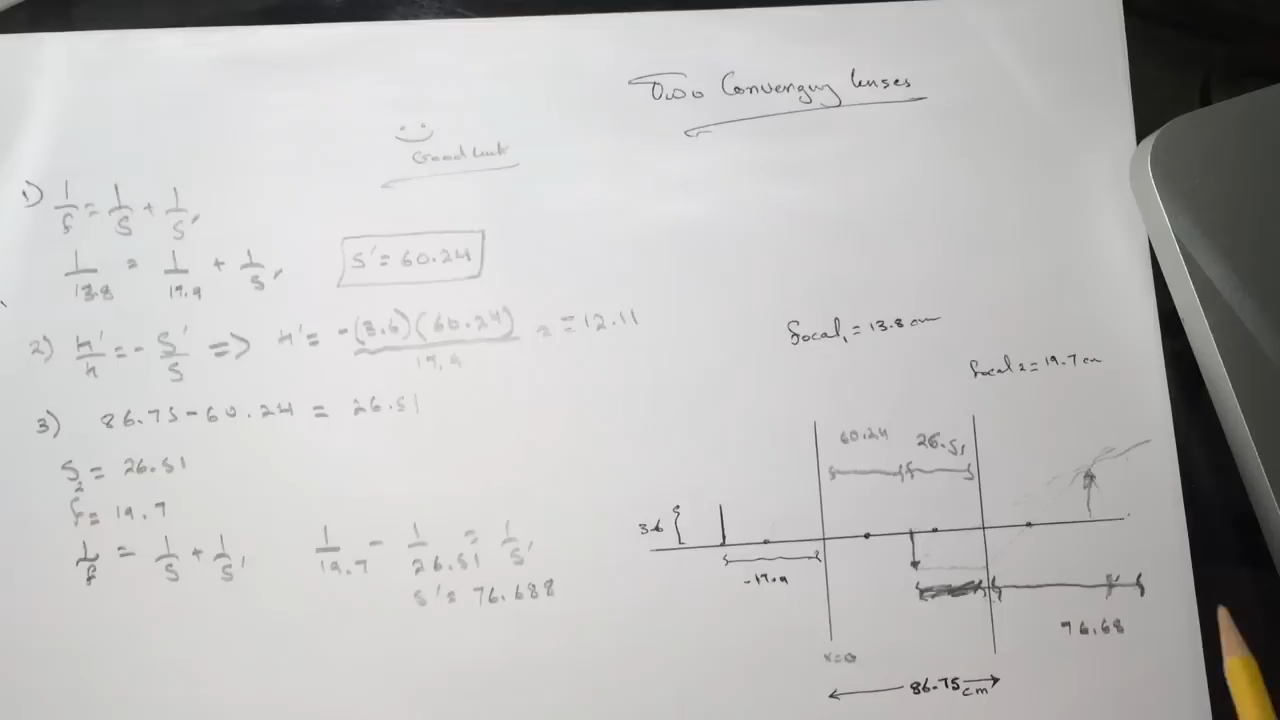 Two Converging lenses
Good Luck
1) 1/f = 1/S + 1/S'
1/13.8 = 1/17.9 + 1/S'
S' = 60.24
2) h'/h = - S'/S => h' = -(3.6)(60.24)/17.9 = = 12.11
3) 86.75 - 60.24 = 26.51
S2 = 26.51
f = 19.7
1/f = 1/S + 1/S'
1/19.7 - 1/26.51 = 1/S'
S' = 76.688
focal1 = 13.8 cm
focal2 = 19.7 cm
60.24
26.51
3.6
-17.9
76.68
x=0
86.75 cm